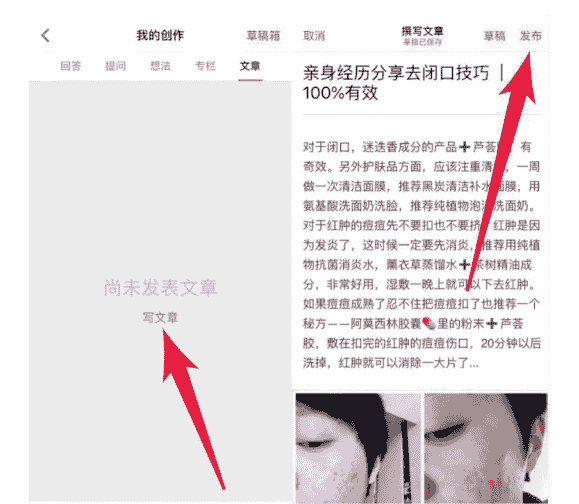 我的创作
草稿箱
回答
提问
想法
专栏
文章
尚未发表文章
写文章
取消
撰写文章
草稿已保存
草稿
发布
亲身经历分享去闭口技巧 |
100%有效
对于闭口，迷迭香成分的产品➕芦荟 ，有
奇效。另外护肤品方面，应该注重清 ，一周
做一次清洁面膜，推荐黑炭清洁补水面膜，用
氨基酸洗面奶洗脸，推荐纯植物泡 洗面奶。
对于红肿的痘痘先不要扣也不要挤， 红肿是因
为发炎了，这时候一定要先消炎，推荐用纯植
物抗菌消炎水，薰衣草蒸馏水➕茶树精油成
分，非常好用，湿敷一晚上就可以下去红肿。
如果痘痘成熟了忍不住把痘痘扣了也推荐一个
秘方——阿莫西林胶囊💊里的粉末➕芦荟
胶，敷在扣完的红肿的痘痘伤口，20分钟以后
洗掉，红肿就可以消除一大片了...